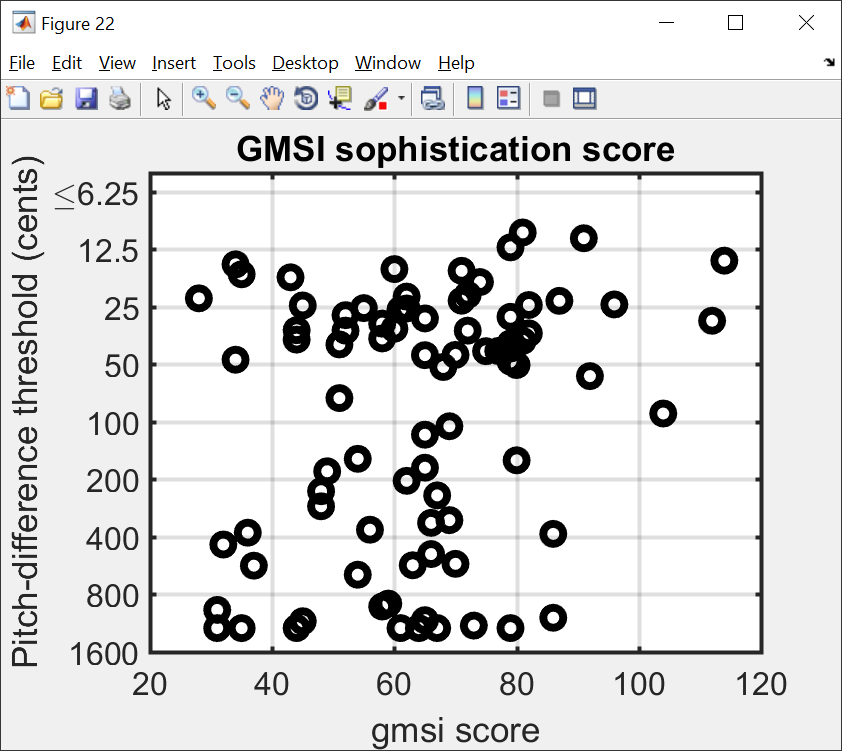 Figure 22
File Edit View Insert Tools Desktop Window Help
GMSI sophistication score
Pitch-difference threshold (cents)
≤6.25
12.5
25
50
100
200
400
800
1600
20 40 60 80 100 120
gmsi score